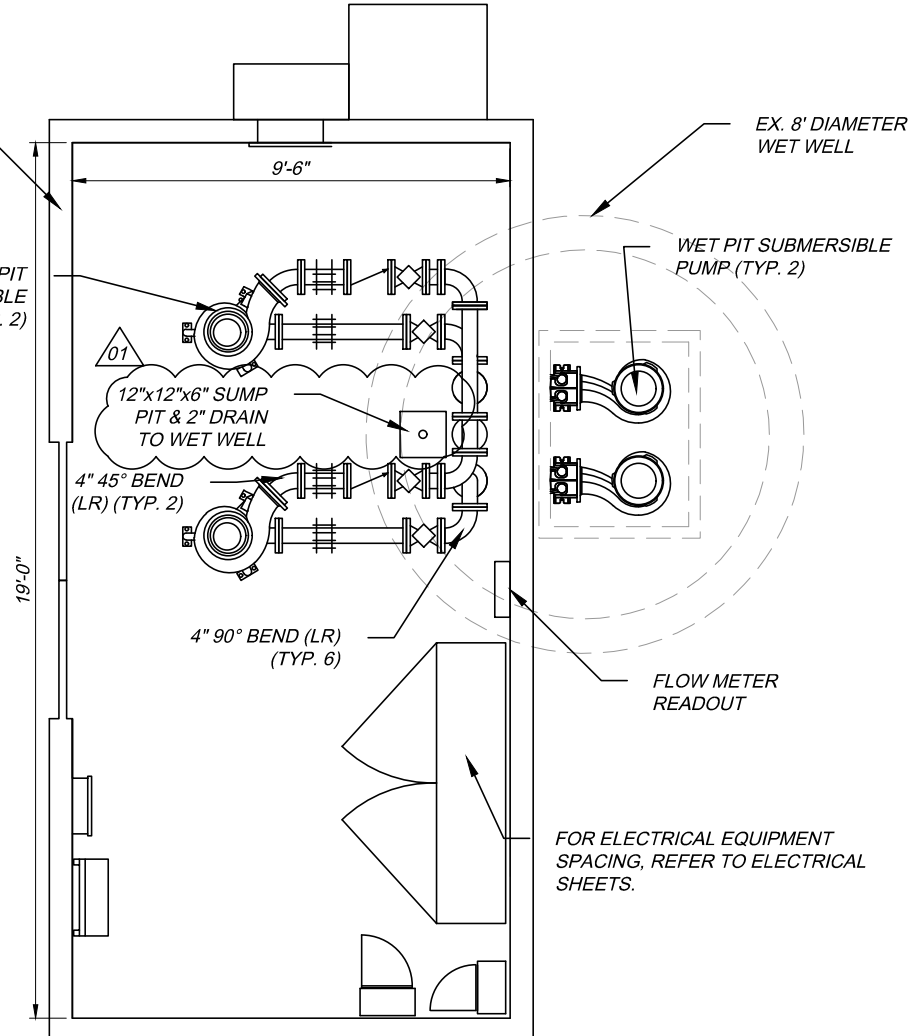 EX. 8' DIAMETER
WET WELL
9'-6"
WET PIT SUBMERSIBLE
PUMP (TYP. 2)
PIT
BLE
. 2)
01
12"x12"x6" SUMP
PIT & 2" DRAIN
TO WET WELL
4" 45° BEND
(LR) (TYP. 2)
19'-0"
4" 90° BEND (LR)
(TYP. 6)
FLOW METER
READOUT
FOR ELECTRICAL EQUIPMENT
SPACING, REFER TO ELECTRICAL
SHEETS.